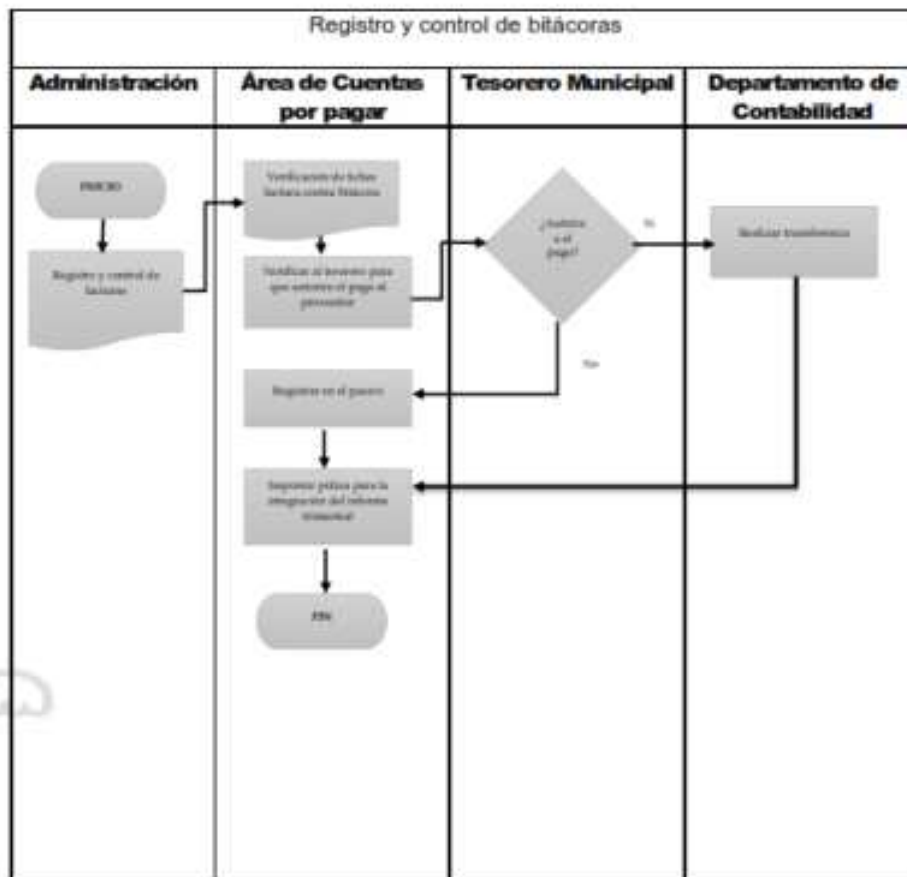 Registro y control de bitácoras
Administración
Área de Cuentas
por pagar
Tesorero Municipal
Departamento de
Contabilidad
INICIO
Registro y control de
facturas
Verificación de
factura contra bitácora
Notificar al tesorero para
que autorice el pago al
proveedor
¿Autoriza
el
pago?
Si
No
Realizar transferencia
Registrar en el pasivo
Imprimir póliza para la
integración del informe
trimestral
FIN